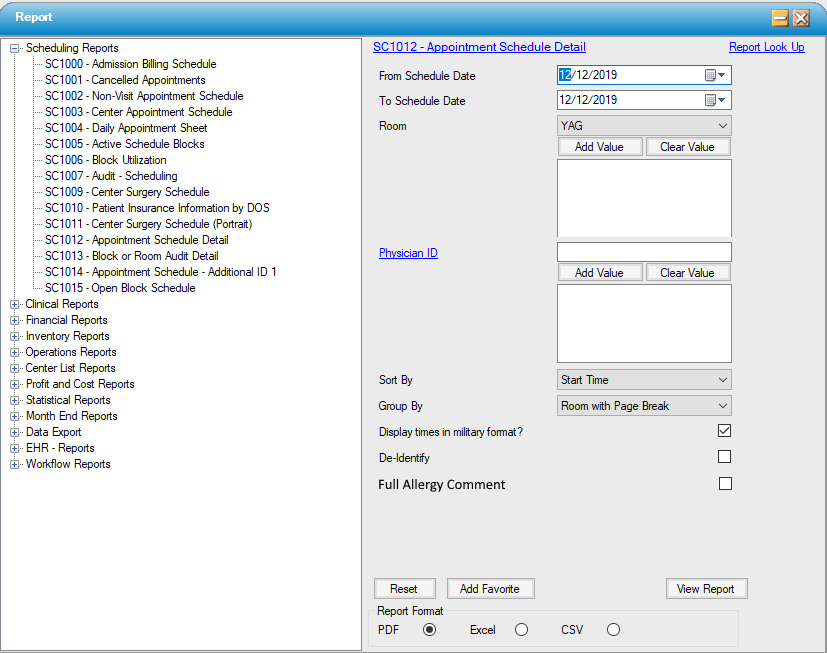 Report
Scheduling Reports
SC1000 - Admission Billing Schedule
SC1001 - Cancelled Appointments
SC1002 - Non-Visit Appointment Schedule
SC1003 - Center Appointment Schedule
SC1004 - Daily Appointment Sheet
SC1005 - Active Schedule Blocks
SC1006 - Block Utilization
SC1007 - Audit - Scheduling
SC1009 - Center Surgery Schedule
SC1010 - Patient Insurance Information by DOS
SC1011 - Center Surgery Schedule (Portrait)
SC1012 - Appointment Schedule Detail
SC1013 - Block or Room Audit Detail
SC1014 - Appointment Schedule - Additional ID 1
SC1015 - Open Block Schedule
Clinical Reports
Financial Reports
Inventory Reports
Operations Reports
Center List Reports
Profit and Cost Reports
Statistical Reports
Month End Reports
Data Export
EHR - Reports
Workflow Reports
SC1012 - Appointment Schedule Detail Report Look Up
From Schedule Date 12/12/2019
To Schedule Date 12/12/2019
Room YAG
Add Value Clear Value
Physician ID
Add Value Clear Value
Sort By Start Time
Group By Room with Page Break
Display times in military format?
De-Identify
Full Allergy Comment
Reset Add Favorite View Report
Report Format
PDF Excel CSV